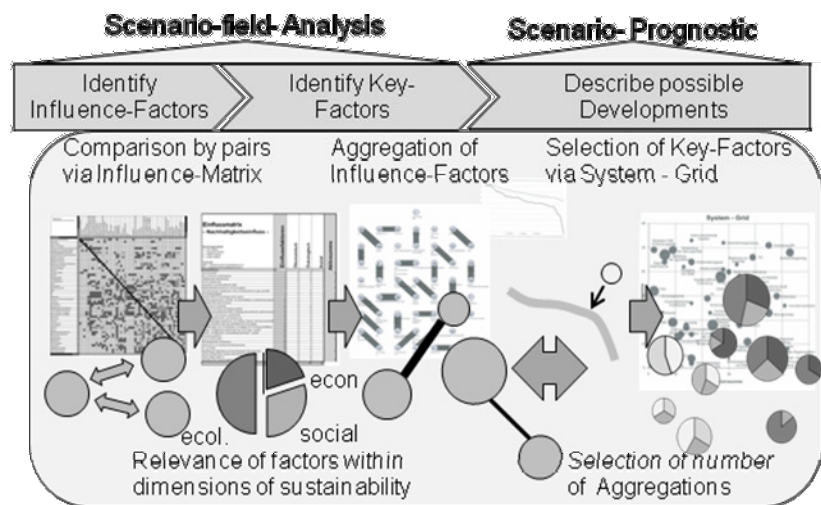 Scenario-field-Analysis
Scenario- Prognostic
Identify
Influence-Factors
Identify Key-
Factors
Describe possible
Developments
Comparison by pairs
via Influence-Matrix
Aggregation of
Influence-Factors
Selection of Key-Factors
via System - Grid
Einflussmatrix
- Nachhaltigkeitseinfluss -
System - Grid
econ
ecol.
social
Relevance of factors within
dimensions of sustainability
Selection of number
of Aggregations